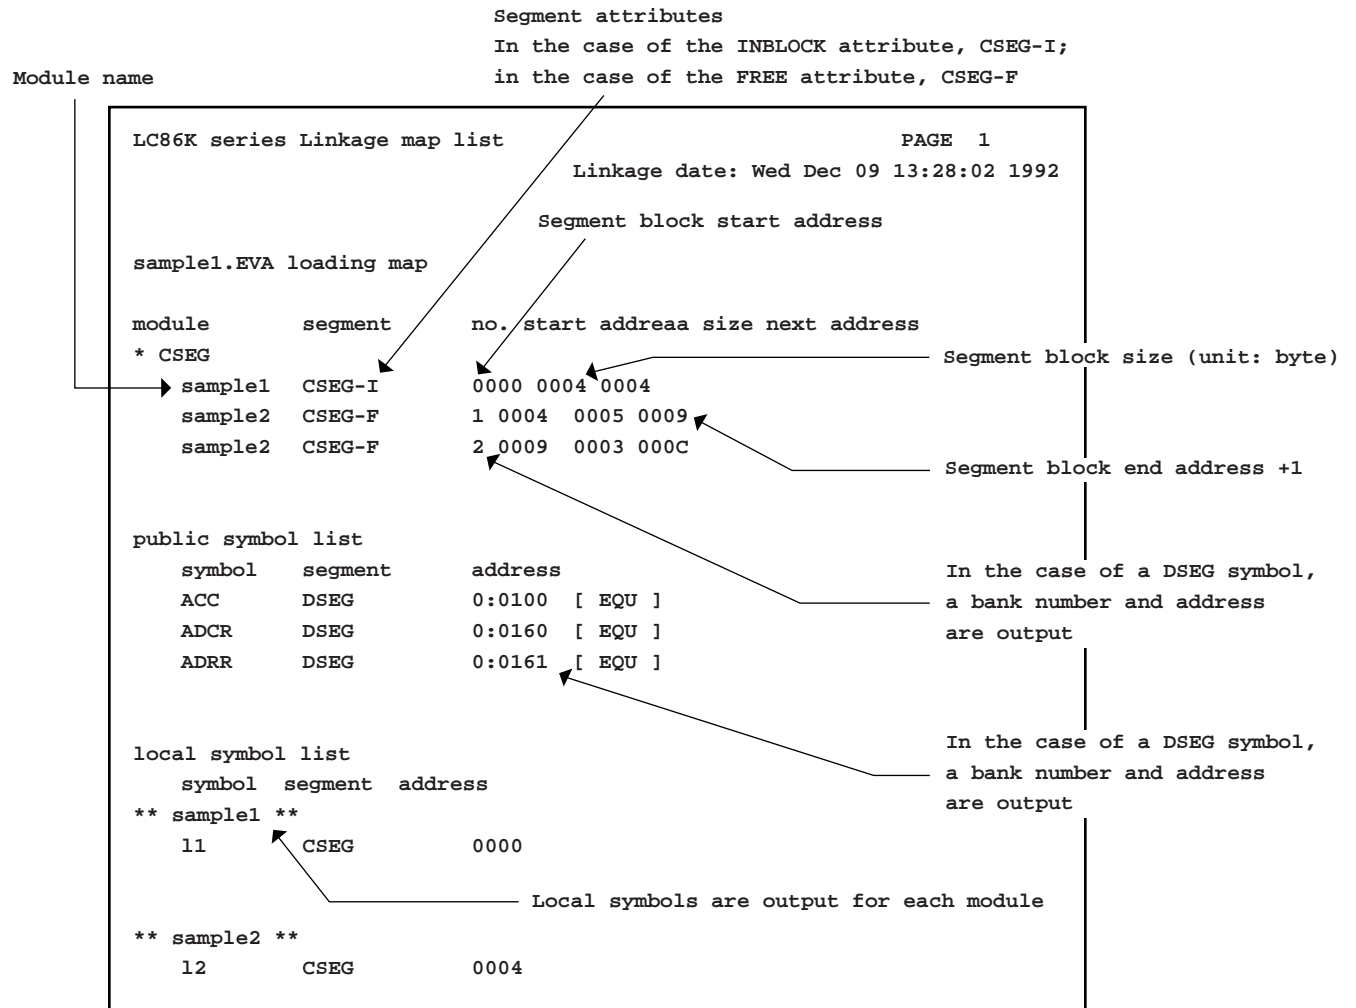 Segment attributes
In the case of the INBLOCK attribute, CSEG-I;
in the case of the FREE attribute, CSEG-F
Module name
LC86K series Linkage map list PAGE 1
Linkage date: Wed Dec 09 13:28:02 1992
Segment block start address
sample1.EVA loading map
module segment no. start addreaa size next address
* CSEG
Segment block size (unit: byte)
sample1 CSEG-I 0000 0004 0004
sample2 CSEG-F 1 0004 0005 0009
sample2 CSEG-F 2 0009 0003 000C
Segment block end address +1
public symbol list
symbol segment address
ACC DSEG 0:0100 [ EQU ]
ADCR DSEG 0:0160 [ EQU ]
ADRR DSEG 0:0161 [ EQU ]
In the case of a DSEG symbol,
a bank number and address
are output
In the case of a DSEG symbol,
a bank number and address
are output
local symbol list
symbol segment address
** sample1 **
l1 CSEG 0000
Local symbols are output for each module
** sample2 **
l2 CSEG 0004